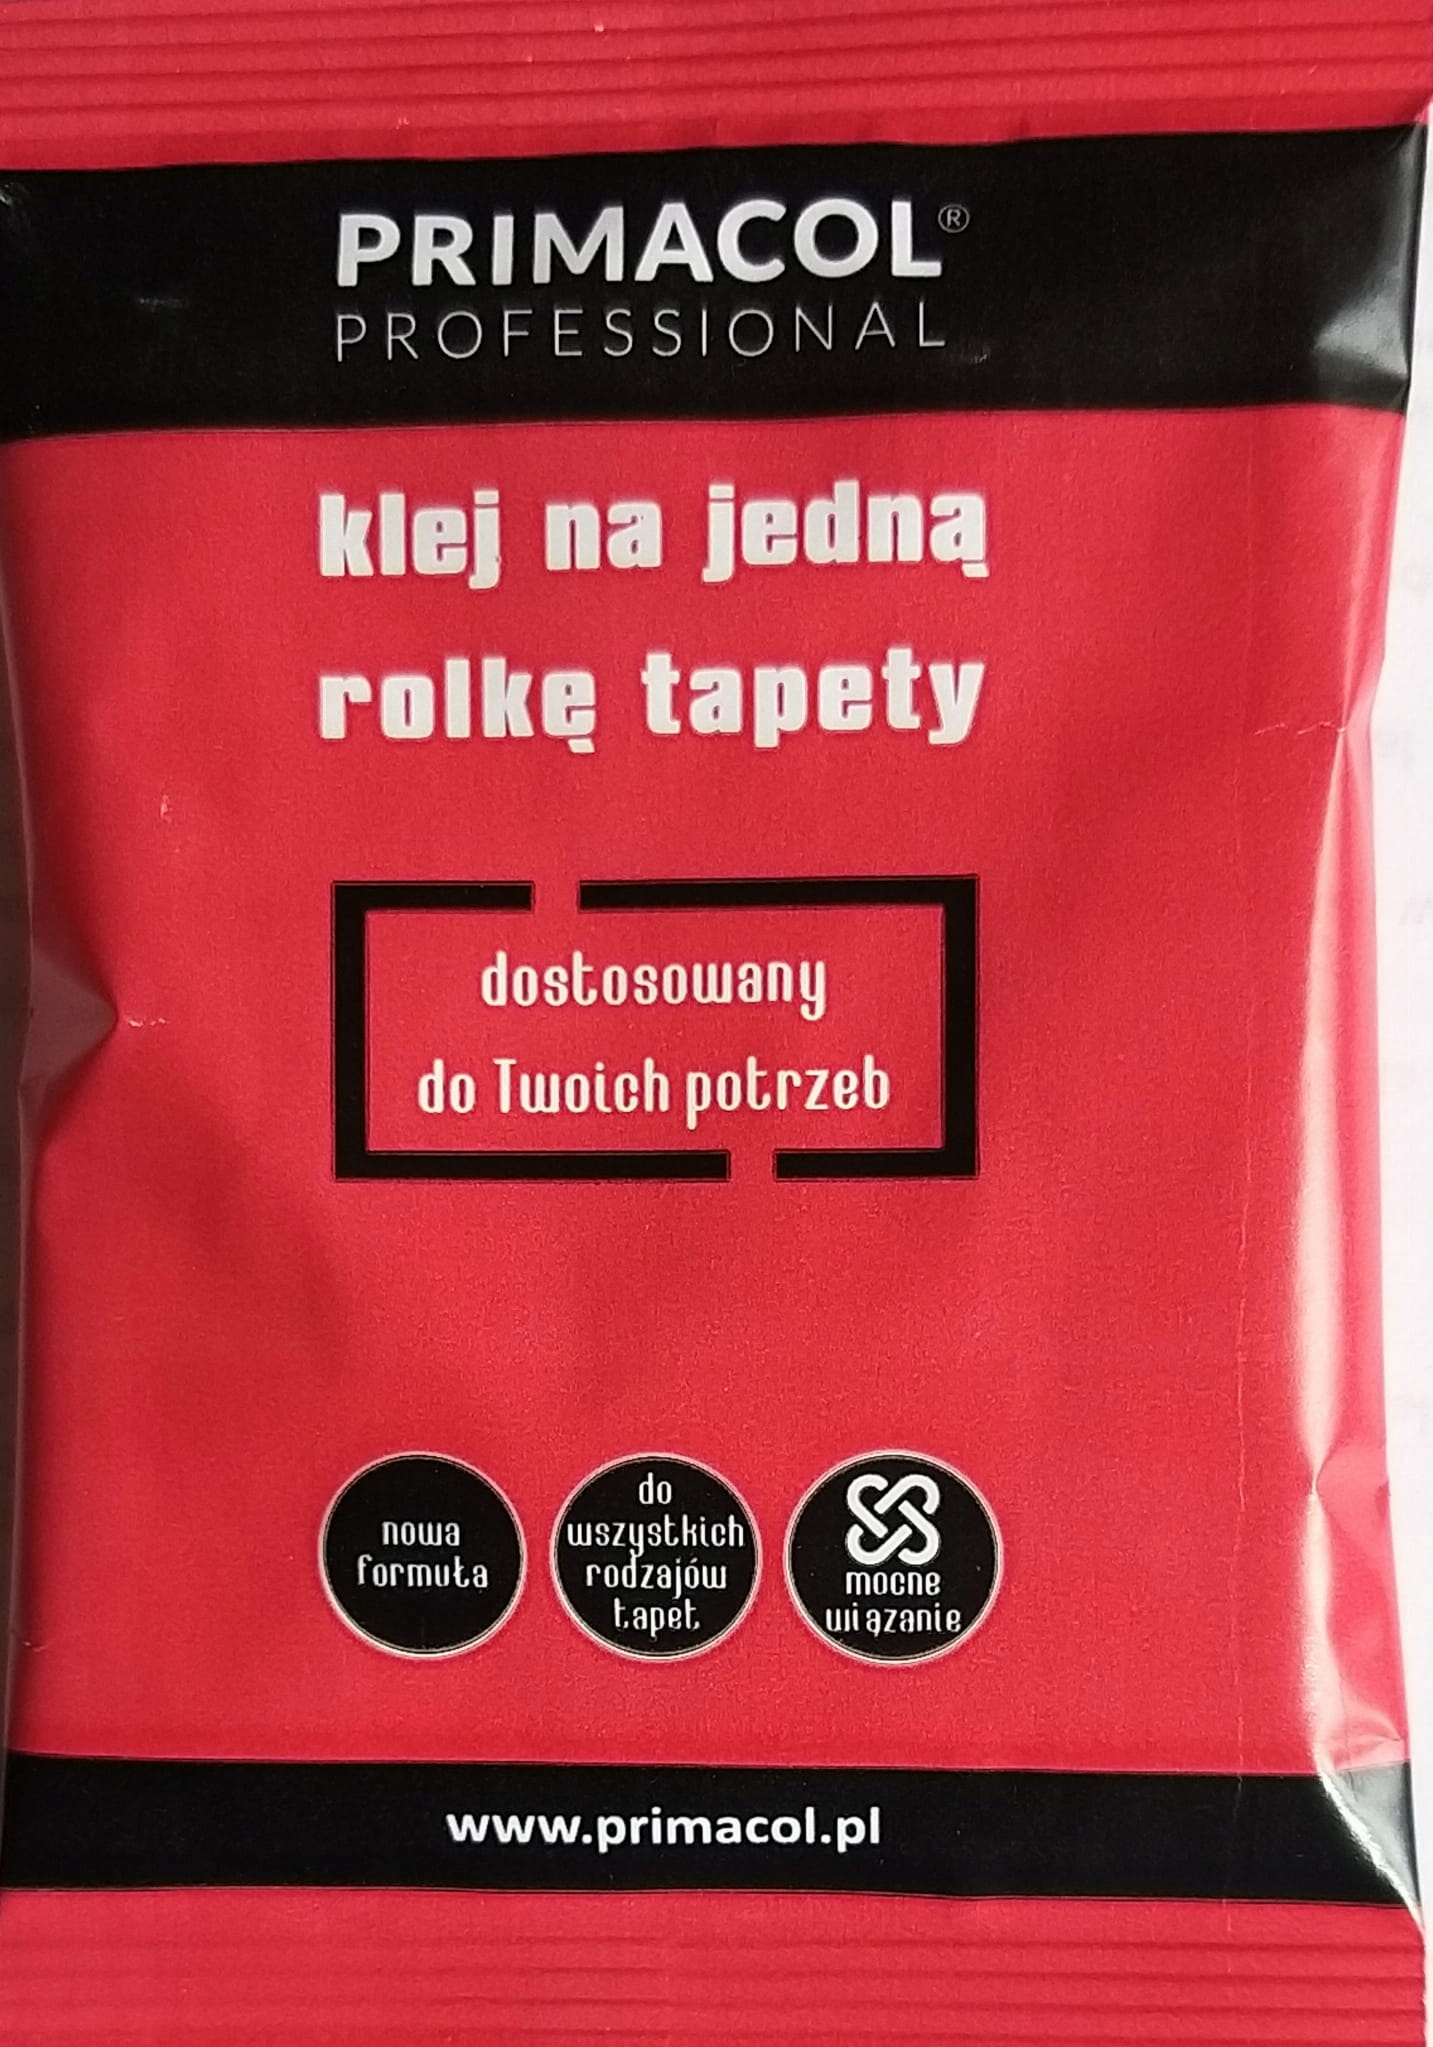 PRIMACOL®
PROFESSIONAL
klej na jedną
rolkę tapety
dostosowany
do Twoich potrzeb
nowa
formuła
do
wszystkich
rodzajów
tapet
mocne
wiązanie
www.primacol.pl